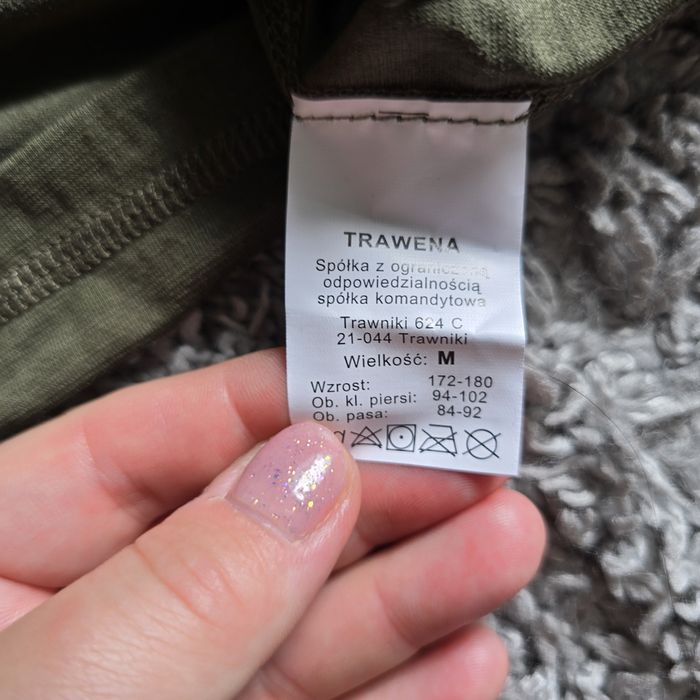 TRAWENA
Spółka z ograniczoną
odpowiedzialnością
spółka komandytowa
Trawniki 624 C
21-044 Trawniki
Wielkość: M
Wzrost: 172-180
Ob. kl. piersi: 94-102
Ob. pasa: 84-92